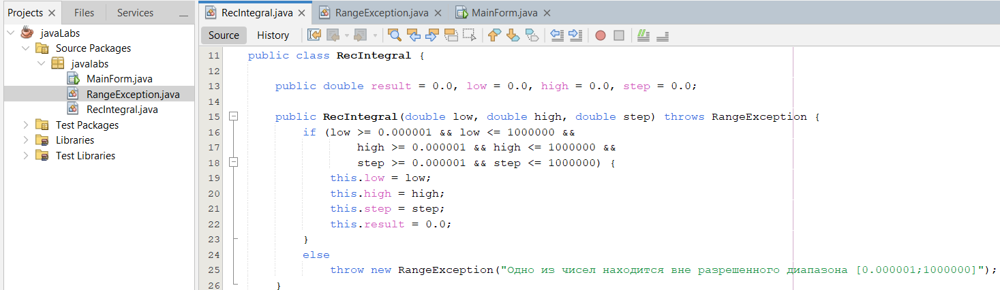 Projects Files Services
javaLabs
Source Packages
javalabs
MainForm.java
RangeException.java
RecIntegral.java
Test Packages
Libraries
Test Libraries
RecIntegral.java RangeException.java MainForm.java
Source History
11 public class RecIntegral {
12
13 public double result = 0.0, low = 0.0, high = 0.0, step = 0.0;
14
15 public RecIntegral(double low, double high, double step) throws RangeException {
16 if (low >= 0.000001 && low <= 1000000 &&
17 high >= 0.000001 && high <= 1000000 &&
18 step >= 0.000001 && step <= 1000000) {
19 this.low = low;
20 this.high = high;
21 this.step = step;
22 this.result = 0.0;
23 }
24 else
25 throw new RangeException("Одно из чисел находится вне разрешенного диапазона [0.000001;1000000]");
26 }